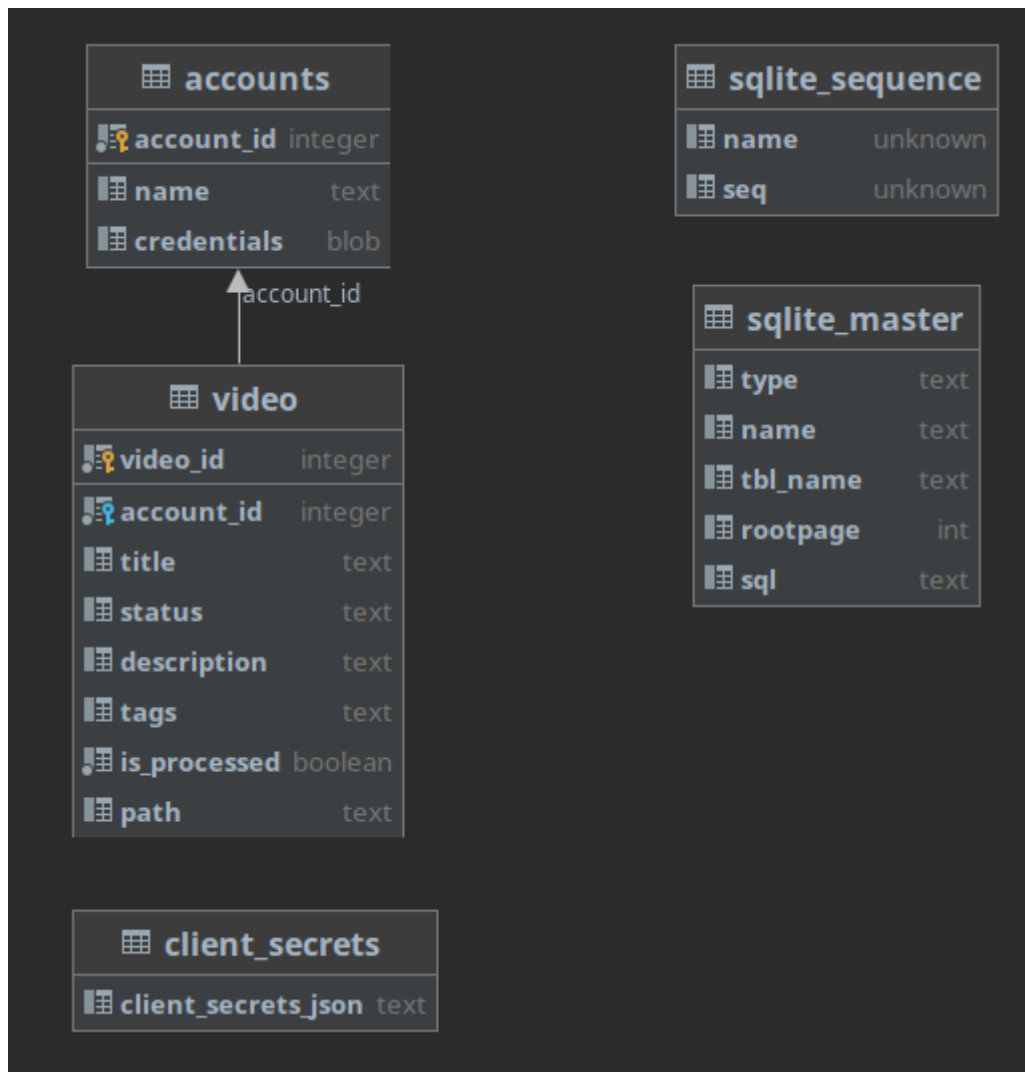 accounts
account_id integer
name text
credentials blob
account_id
video
video_id integer
account_id integer
title text
status text
description text
tags text
is_processed boolean
path text
client_secrets
client_secrets_json text
sqlite_sequence
name unknown
seq unknown
sqlite_master
type text
name text
tbl_name text
rootpage int
sql text